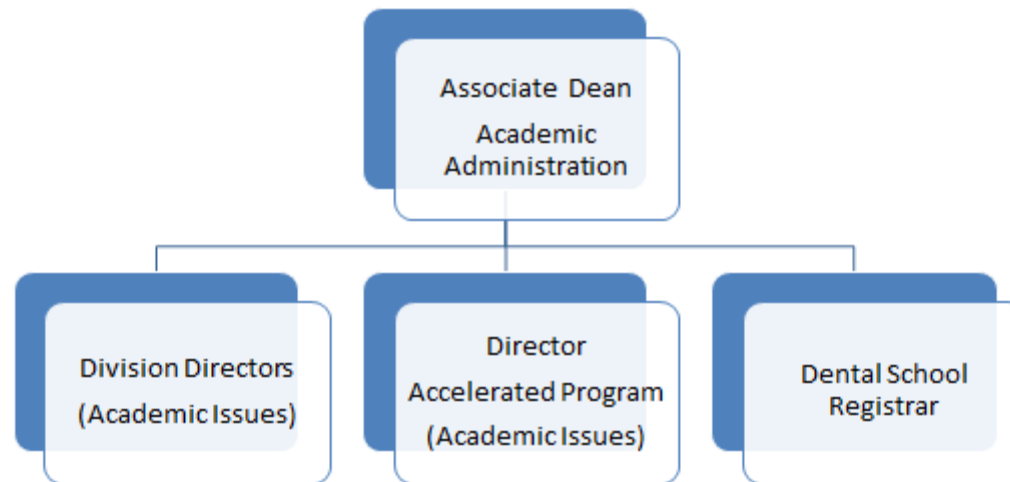 Associate Dean
Academic
Administration
Division Directors
(Academic Issues)
Director
Accelerated Program
(Academic Issues)
Dental School
Registrar